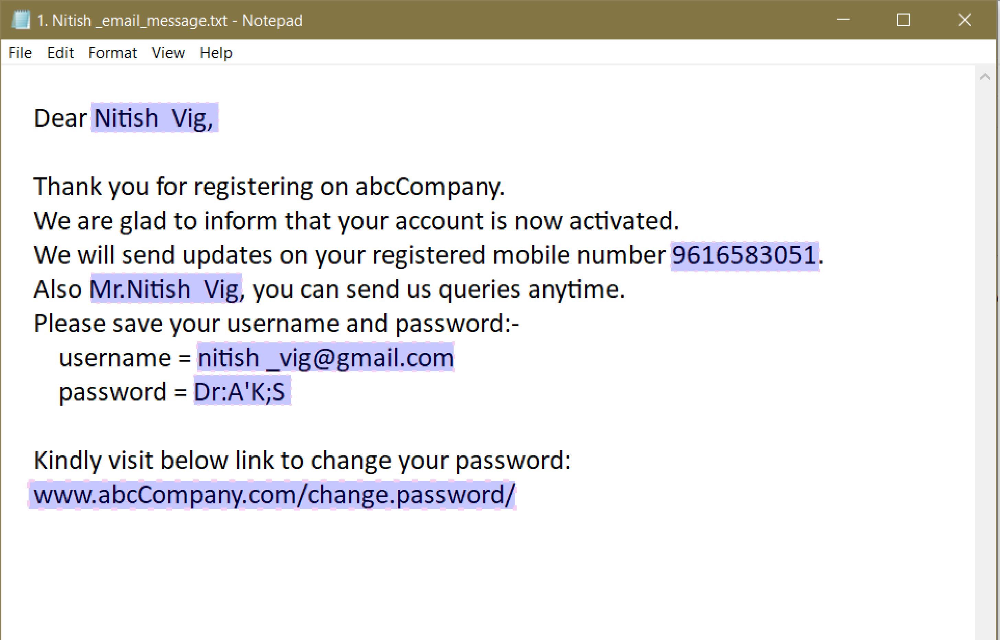 1. Nitish _email_message.txt - Notepad
File Edit Format View Help
Dear Nitish  Vig,
Thank you for registering on abcCompany.
We are glad to inform that your account is now activated.
We will send updates on your registered mobile number 9616583051.
Also Mr.Nitish  Vig, you can send us queries anytime.
Please save your username and password:-
username = nitish _vig@gmail.com
password = Dr:A'K;S
Kindly visit below link to change your password:
www.abcCompany.com/change.password/